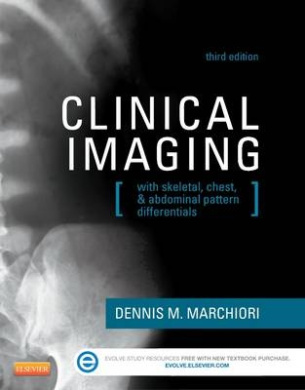 third edition
CLINICAL
IMAGING
[ with skeletal, chest, ]
& abdominal pattern
differentials
DENNIS M. MARCHIORI
ELSEVIER
e
EVOLVE STUDY RESOURCES FREE WITH NEW TEXTBOOK PURCHASE.
EVOLVE.ELSEVIER.COM